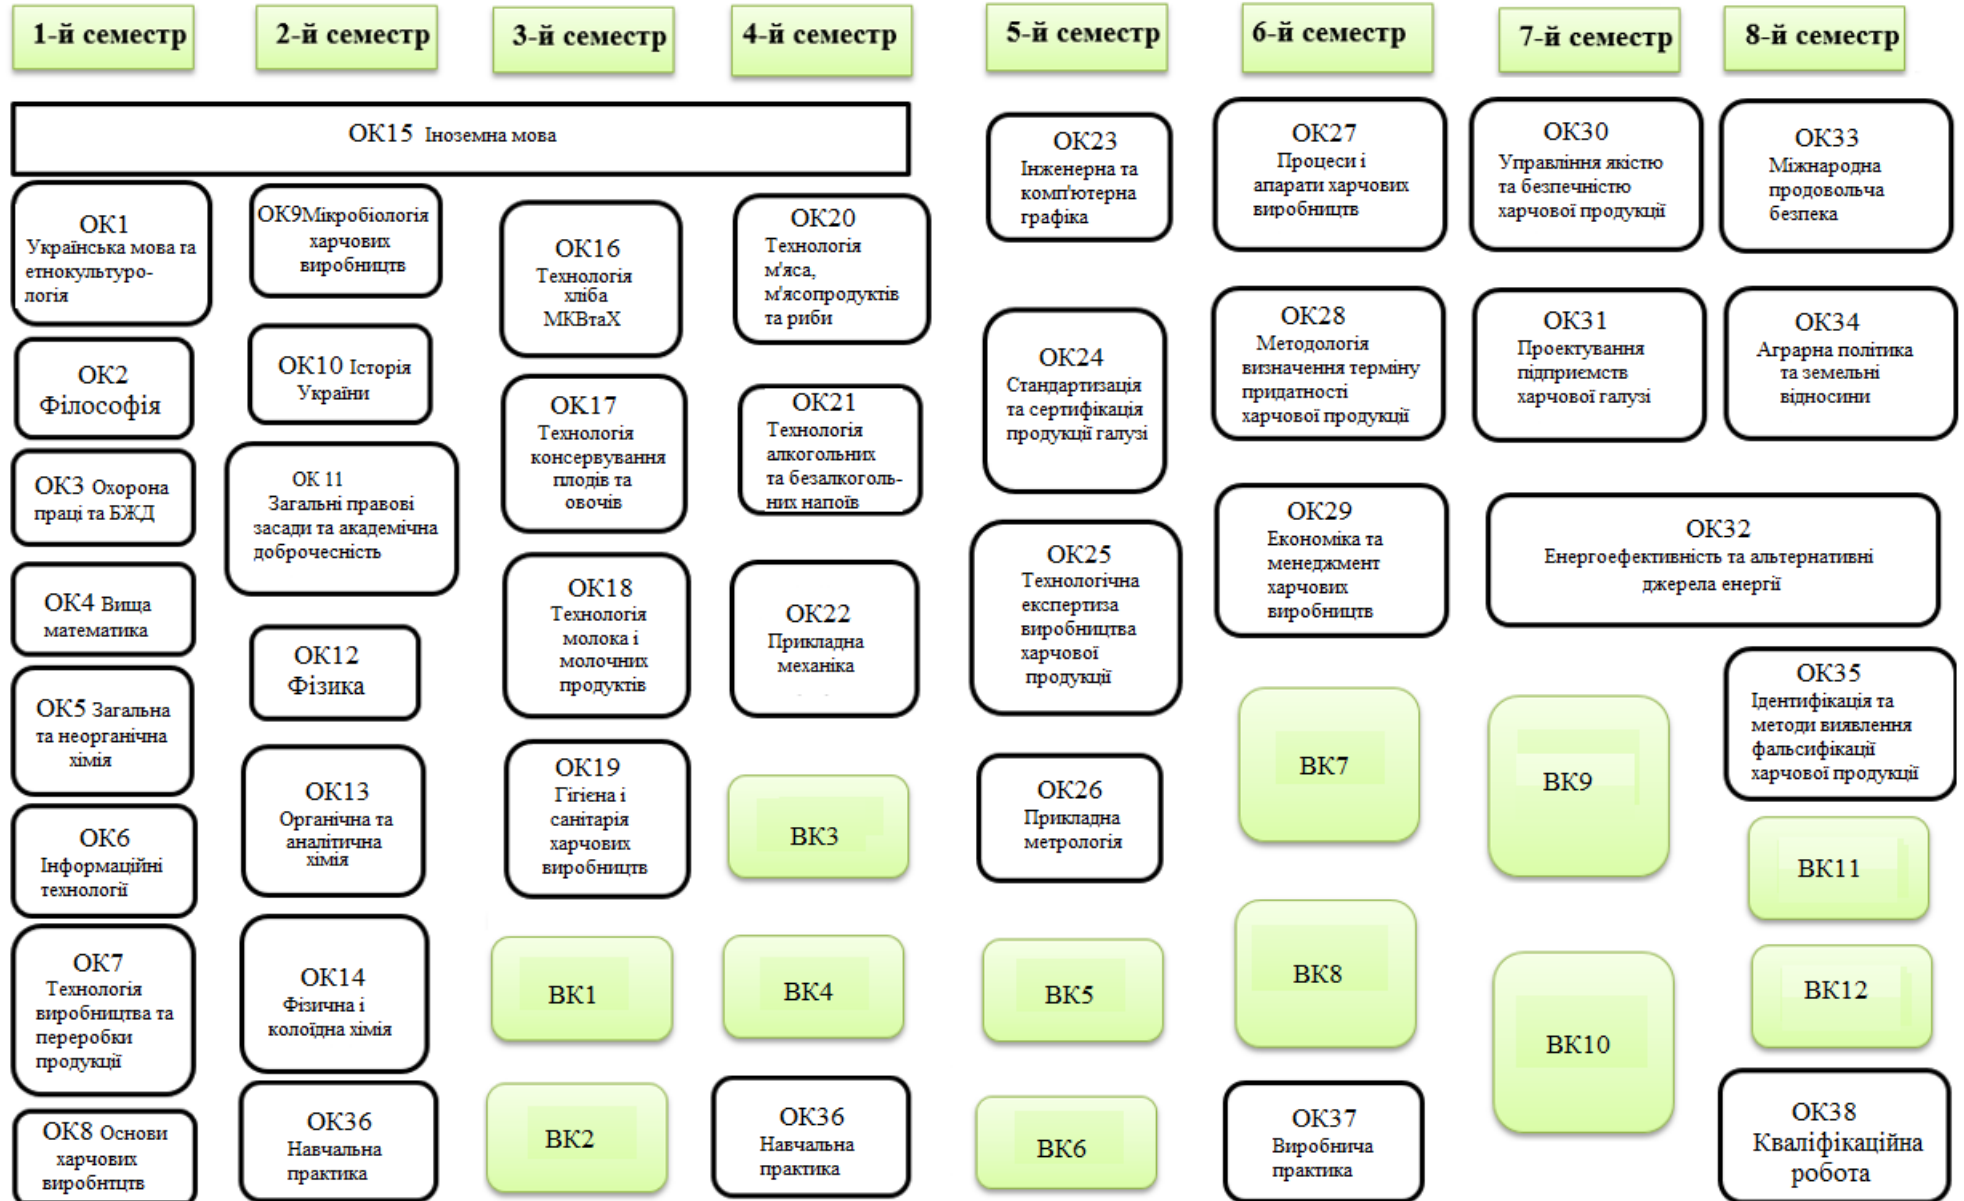 1-й семестр
2-й семестр
3-й семестр
4-й семестр
5-й семестр
6-й семестр
7-й семестр
8-й семестр
ОК15 Іноземна мова
ОК1
Українська мова та
етнокультуро-
логія
ОК2
Філософія
ОК3 Охорона
праці та БЖД
ОК4 Вища
математика
ОК5 Загальна
та неорганічна
хімія
ОК6
Інформаційні
технології
ОК7
Технологія
виробництва та
переробки
продукції
ОК8 Основи
харчових
виробнтцтв
ОК9Мікробіологія
харчових
виробництв
ОК10 Історія
України
ОК 11
Загальні правові
засади та академічна
доброчесність
ОК12
Фізика
ОК13
Органічна та
аналітична
хімія
ОК14
Фізична і
колоїдна хімія
ОК36
Навчальна
практика
ОК16
Технологія
хліба
МКВтаХ
ОК17
Технологія
консервування
плодів та
овочів
ОК18
Технологія
молока і
молочних
продуктів
ОК19
Гігієна і
санітарія
харчових
виробництв
ВК1
ВК2
ОК20
Технологія
м'яса,
м'ясопродуктів
та риби
ОК21
Технологія
алкогольних
та безалкоголь-
них напоїв
ОК22
Прикладна
механіка
ВК3
ВК4
ОК36
Навчальна
практика
ОК23
Інженерна та
комп'ютерна
графіка
ОК24
Стандартизація
та сертифікація
продукції галузі
ОК25
Технологічна
експертиза
виробництва
харчової
продукції
ОК26
Прикладна
метрологія
ВК5
ВК6
ОК27
Процеси і
апарати харчових
виробництв
ОК28
Методологія
визначення терміну
придатності
харчової продукції
ОК29
Економіка та
менеджмент
харчових
виробництв
ВК7
ВК8
ОК37
Виробнича
практика
ОК30
Управління якістю
та безпечністю
харчової продукції
ОК31
Проектування
підприємств
харчової галузі
ОК32
Енергоефективність та альтернативні
джерела енергії
ВК9
ВК10
ОК33
Міжнародна
продовольча
безпека
ОК34
Аграрна політика
та земельні
відносини
ОК35
Ідентифікація та
методи виявлення
фальсифікації
харчової продукції
ВК11
ВК12
ОК38
Кваліфікаційна
робота